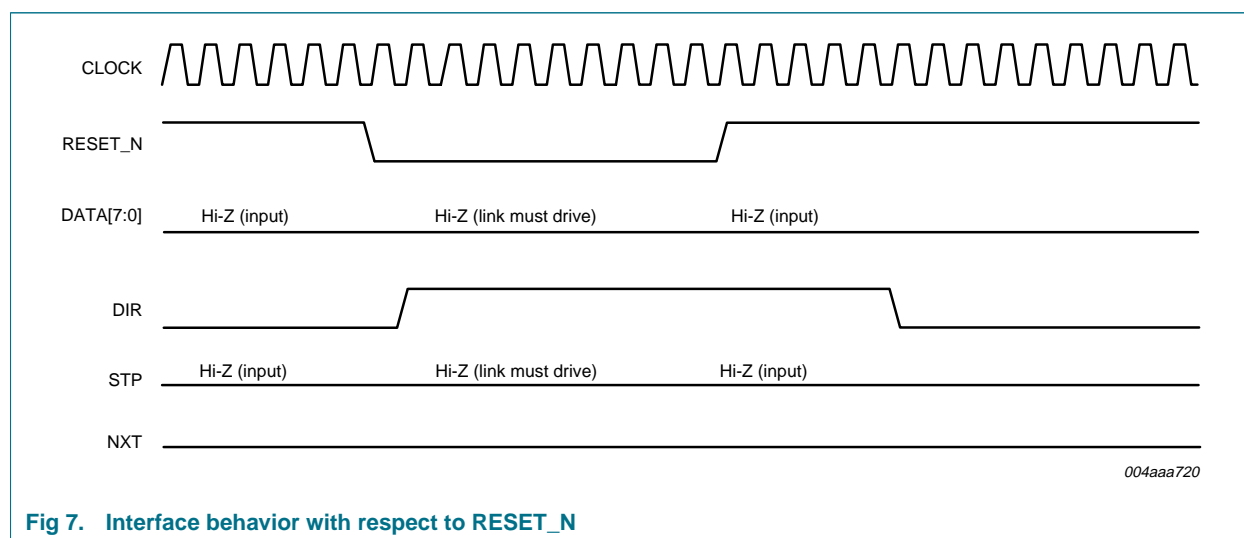 CLOCK
RESET_N
DATA[7:0] Hi-Z (input) Hi-Z (link must drive) Hi-Z (input)
DIR
STP Hi-Z (input) Hi-Z (link must drive) Hi-Z (input)
NXT
004aaa720
Fig 7. Interface behavior with respect to RESET_N